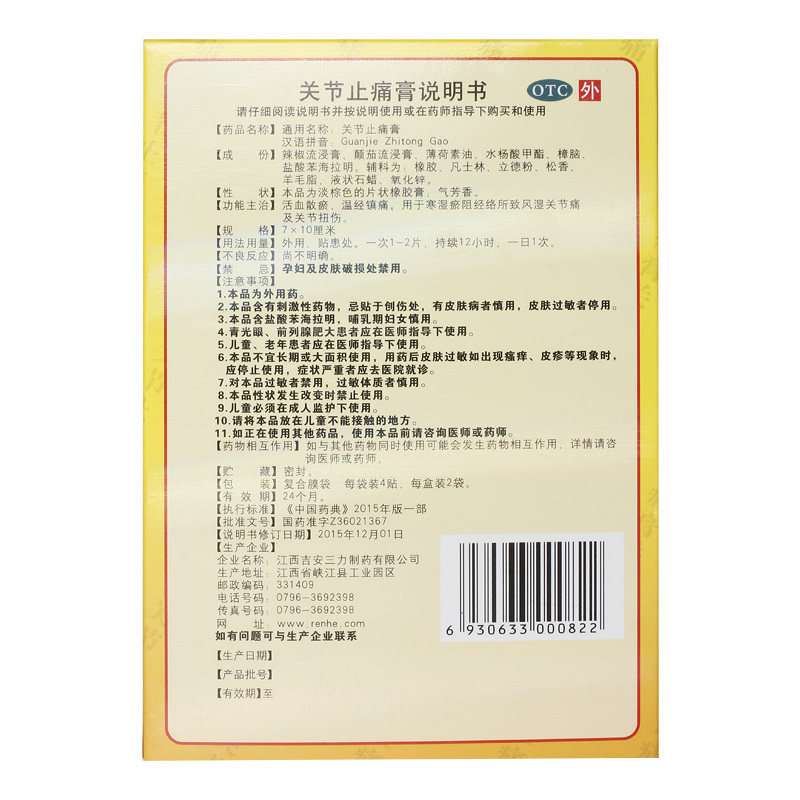 关节止痛膏说明书 OTC 外
请仔细阅读说明书并按说明使用或在药师指导下购买和使用
【药品名称】通用名称：关节止痛膏
汉语拼音：Guanjie Zhitong Gao
【成　　份】辣椒流浸膏、颠茄流浸膏、薄荷素油、水杨酸甲酯、樟脑、
盐酸苯海拉明。辅料为：橡胶、凡士林、立德粉、松香、
羊毛脂、液状石蜡、氧化锌。
【性　　状】本品为淡棕色的片状橡胶膏，气芳香。
【功能主治】活血散瘀，温经镇痛。用于寒湿瘀阻经络所致风湿关节痛
及关节扭伤。
【规　　格】7×10厘米
【用法用量】外用，贴患处。一次1-2片，持续12小时，一日1次。
【不良反应】尚不明确。
【禁　　忌】孕妇及皮肤破损处禁用。
【注意事项】
1.本品为外用药。
2.本品含有刺激性药物，忌贴于创伤处，有皮肤病者慎用，皮肤过敏者停用。
3.本品含盐酸苯海拉明，哺乳期妇女慎用。
4.青光眼、前列腺肥大患者应在医师指导下使用。
5.儿童、老年患者应在医师指导下使用。
6.本品不宜长期或大面积使用，用药后皮肤过敏如出现瘙痒、皮疹等现象时，
应停止使用，症状严重者应去医院就诊。
7.对本品过敏者禁用，过敏体质者慎用。
8.本品性状发生改变时禁止使用。
9.儿童必须在成人监护下使用。
10.请将本品放在儿童不能接触的地方。
11.如正在使用其他药品，使用本品前请咨询医师或药师。
【药物相互作用】如与其他药物同时使用可能会发生药物相互作用，详情请咨
询医师或药师。
【贮　　藏】密封。
【包　　装】复合膜袋　每袋装4贴，每盒装2袋。
【有 效 期】24个月。
【执行标准】《中国药典》2015年版一部
【批准文号】国药准字Z36021367
【说明书修订日期】2015年12月01日
【生产企业】
企业名称：江西吉安三力制药有限公司
生产地址：江西省峡江县工业园区
邮政编码：331409
电话号码：0796-3692398
传真号码：0796-3692398
网　　址：www.renhe.com
如有问题可与生产企业联系
6 930633 000822
【生产日期】
【产品批号】
【有效期】至